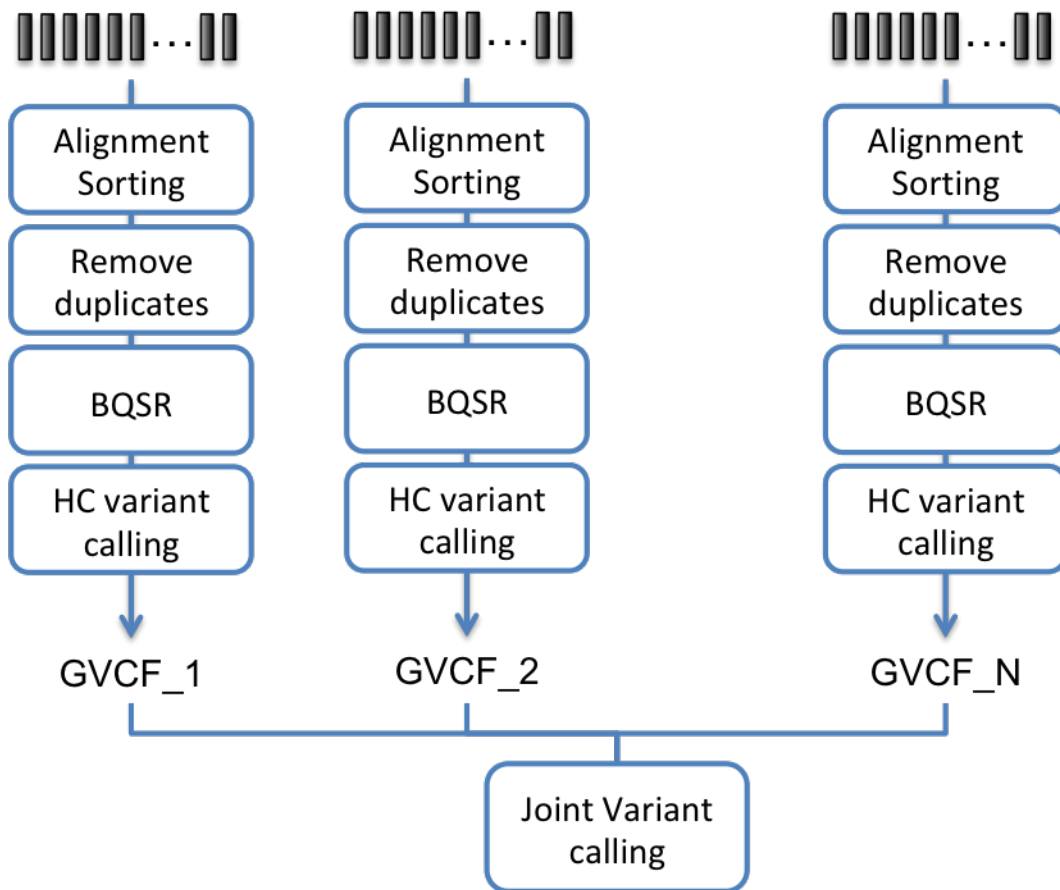 ...
Alignment
Sorting
Remove
duplicates
BQSR
HC variant
calling
GVCF_1
...
Alignment
Sorting
Remove
duplicates
BQSR
HC variant
calling
GVCF_2
...
Alignment
Sorting
Remove
duplicates
BQSR
HC variant
calling
GVCF_N
Joint Variant
calling